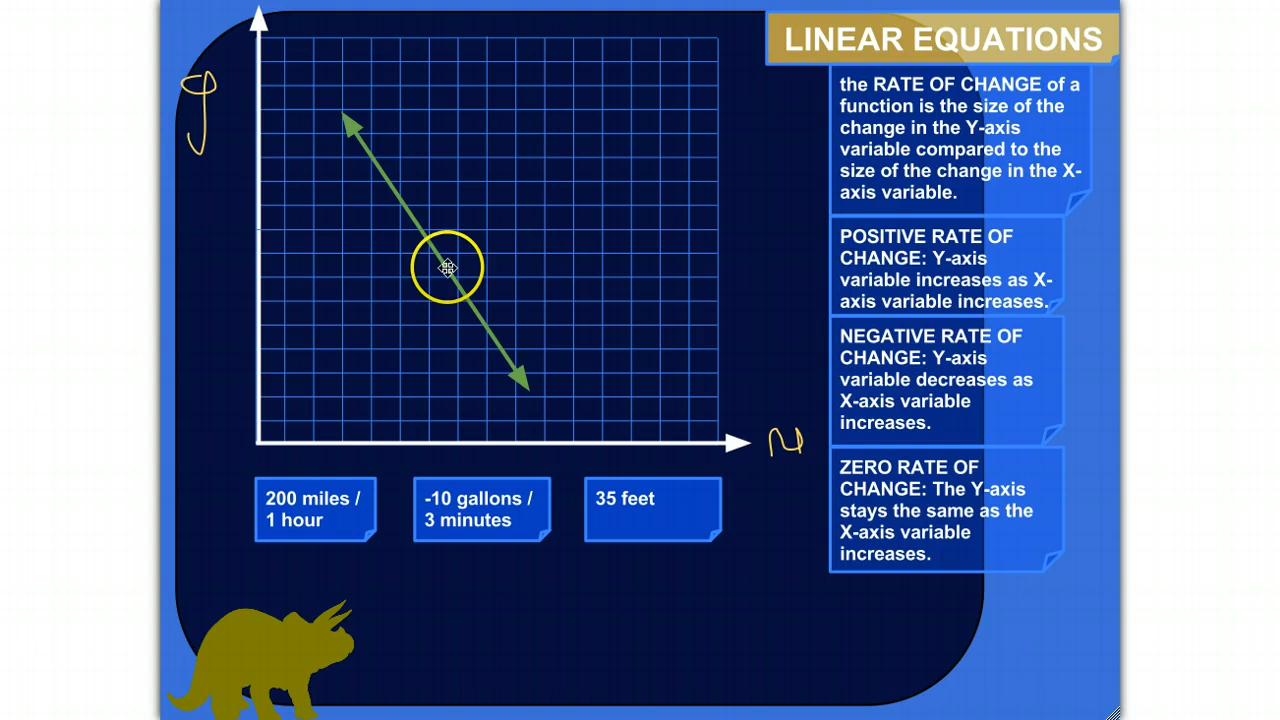 LINEAR EQUATIONS
the RATE OF CHANGE of a
function is the size of the
change in the Y-axis
variable compared to the
size of the change in the X-
axis variable.
POSITIVE RATE OF
CHANGE: Y-axis
variable increases as X-
axis variable increases.
NEGATIVE RATE OF
CHANGE: Y-axis
variable decreases as
X-axis variable
increases.
ZERO RATE OF
CHANGE: The Y-axis
stays the same as the
X-axis variable
increases.
200 miles /
1 hour
-10 gallons /
3 minutes
35 feet